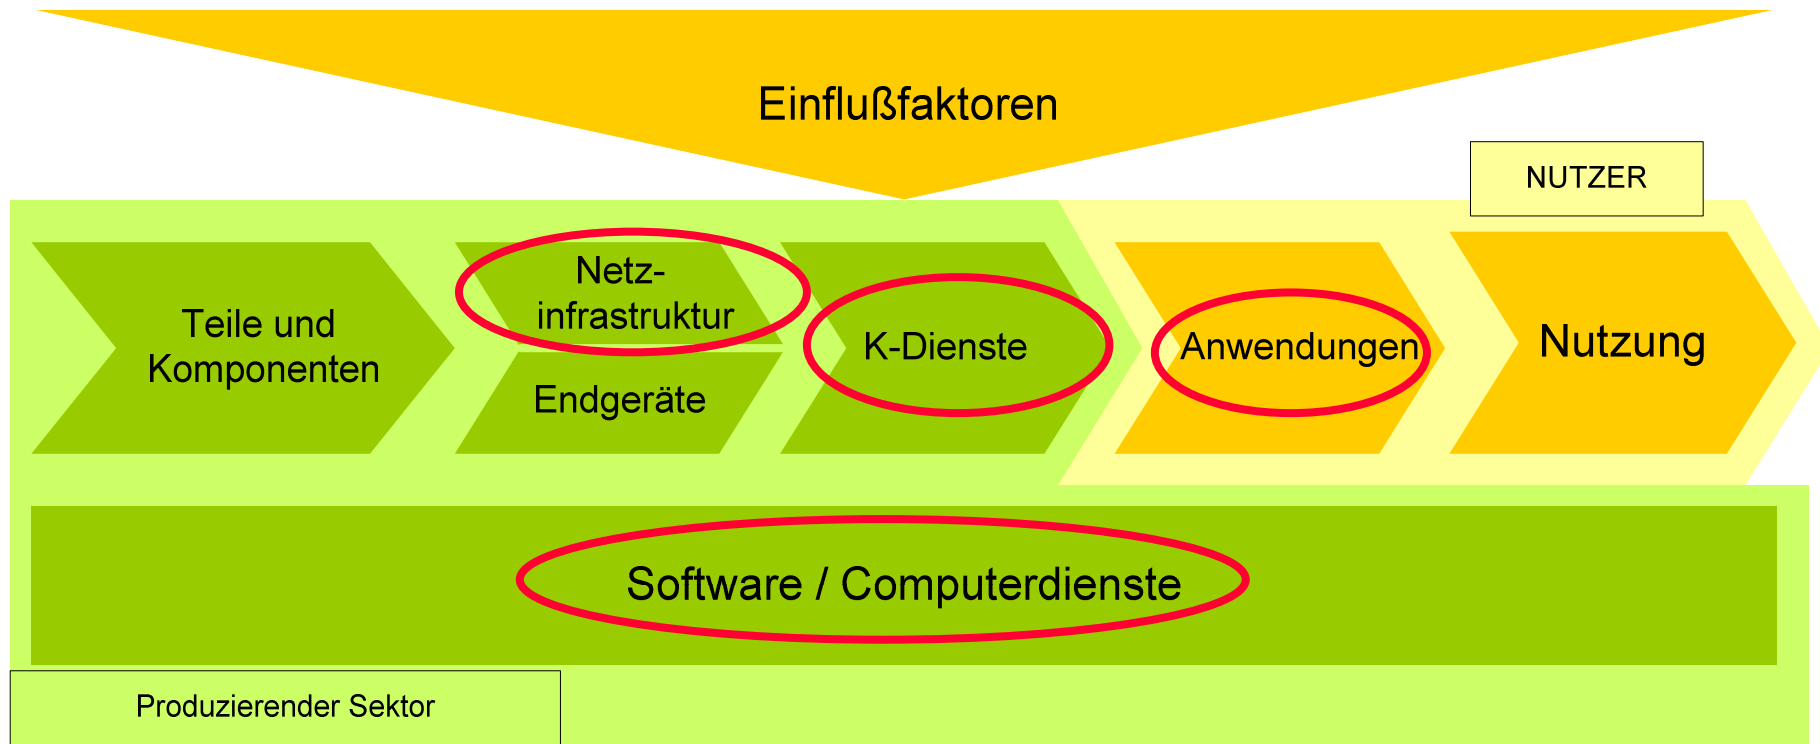 Einflußfaktoren
NUTZER
Teile und
Komponenten
Netz-
infrastruktur
Endgeräte
K-Dienste
Anwendungen
Nutzung
Software / Computerdienste
Produzierender Sektor